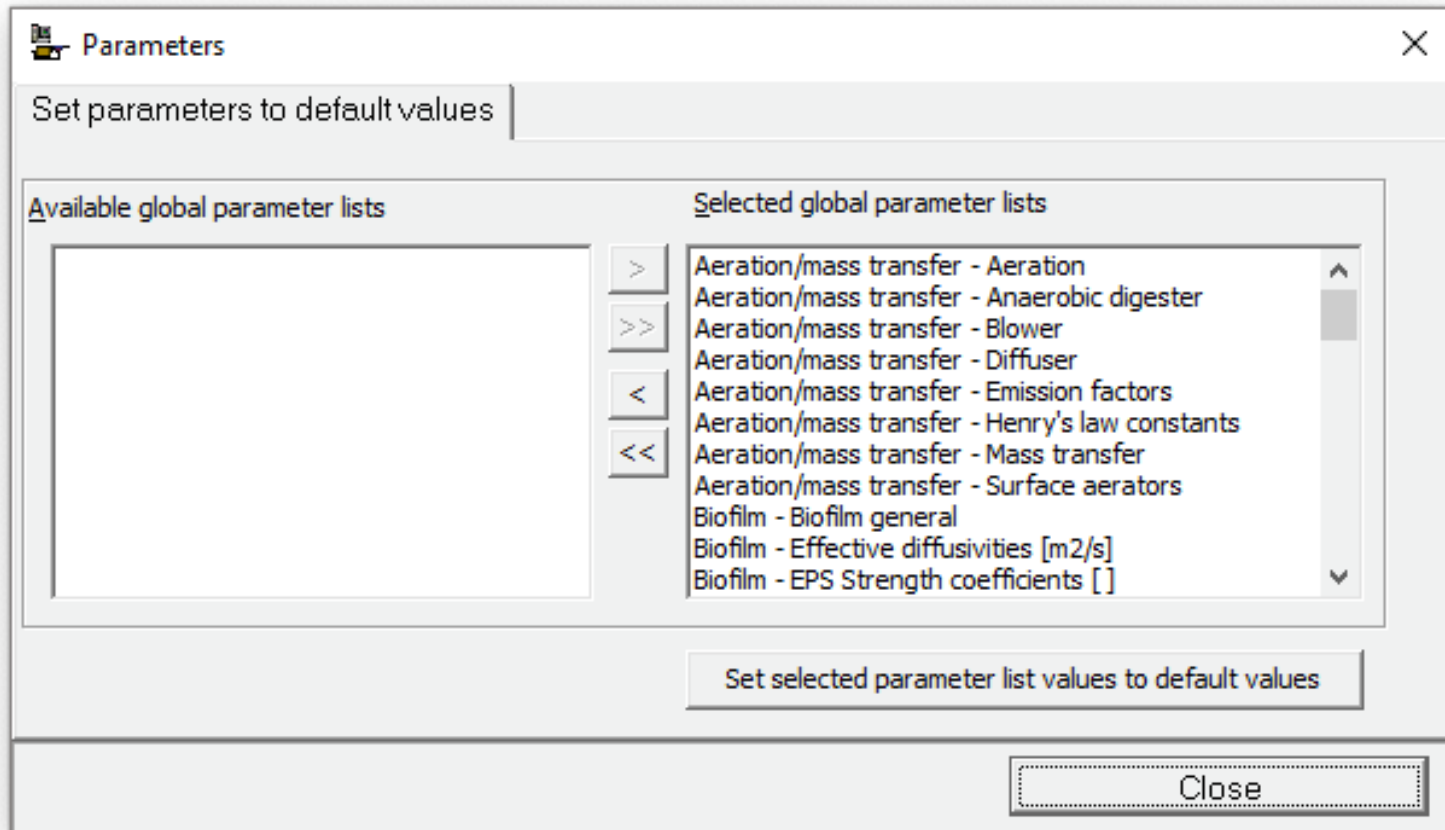 Parameters
Set parameters to default values
Available global parameter lists
Selected global parameter lists
>
>>
<
<<
Aeration/mass transfer - Aeration
Aeration/mass transfer - Anaerobic digester
Aeration/mass transfer - Blower
Aeration/mass transfer - Diffuser
Aeration/mass transfer - Emission factors
Aeration/mass transfer - Henry's law constants
Aeration/mass transfer - Mass transfer
Aeration/mass transfer - Surface aerators
Biofilm - Biofilm general
Biofilm - Effective diffusivities [m2/s]
Biofilm - EPS Strength coefficients [ ]
Set selected parameter list values to default values
Close